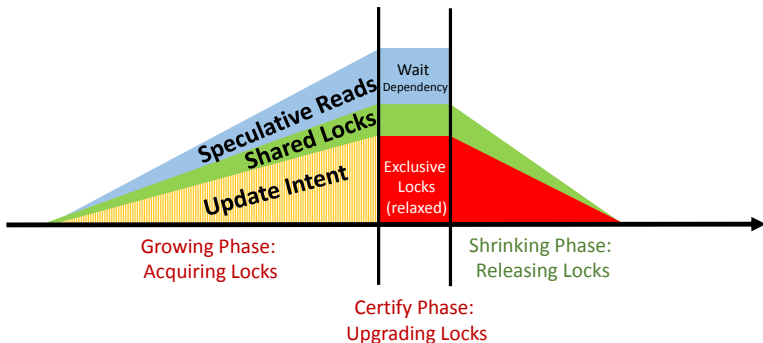 Speculative Reads
Shared Locks
Update Intent
Wait
Dependency
Exclusive
Locks
(relaxed)
Growing Phase:
Acquiring Locks
Shrinking Phase:
Releasing Locks
Certify Phase:
Upgrading Locks